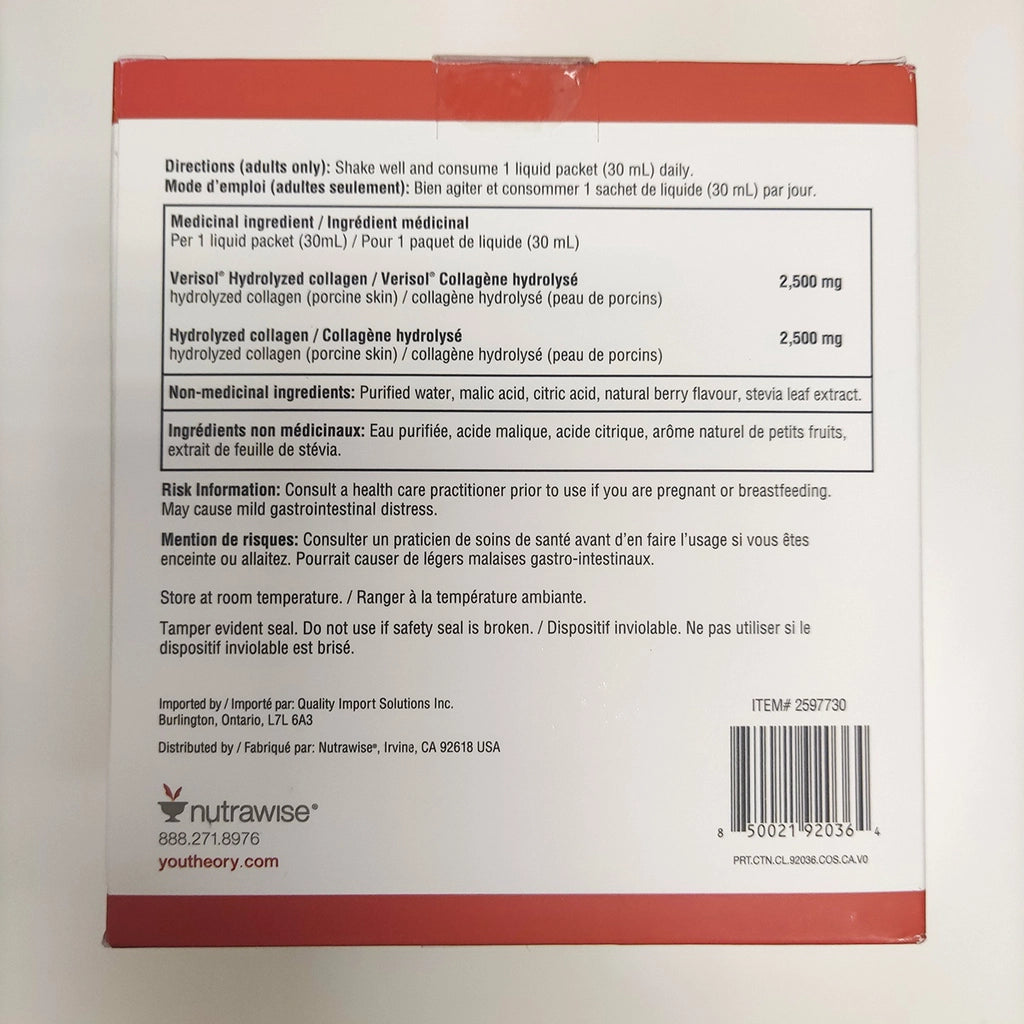 Directions (adults only): Shake well and consume 1 liquid packet (30 mL) daily.
Mode d'emploi (adultes seulement): Bien agiter et consommer 1 sachet de liquide (30 mL) par jour.
Medicinal ingredient / Ingrédient médicinal
Per 1 liquid packet (30mL) / Pour 1 paquet de liquide (30 mL)
Verisol® Hydrolyzed collagen / Verisol® Collagène hydrolysé 2,500 mg
hydrolyzed collagen (porcine skin) / collagène hydrolysé (peau de porcins)
Hydrolyzed collagen / Collagène hydrolysé 2,500 mg
hydrolyzed collagen (porcine skin) / collagène hydrolysé (peau de porcins)
Non-medicinal ingredients: Purified water, malic acid, citric acid, natural berry flavour, stevia leaf extract.
Ingrédients non médicinaux: Eau purifiée, acide malique, acide citrique, arôme naturel de petits fruits,
extrait de feuille de stévia.
Risk Information: Consult a health care practitioner prior to use if you are pregnant or breastfeeding.
May cause mild gastrointestinal distress.
Mention de risques: Consulter un praticien de soins de santé avant d'en faire l'usage si vous êtes
enceinte ou allaitez. Pourrait causer de légers malaises gastro-intestinaux.
Store at room temperature. / Ranger à la température ambiante.
Tamper evident seal. Do not use if safety seal is broken. / Dispositif inviolable. Ne pas utiliser si le
dispositif inviolable est brisé.
Imported by / Importé par: Quality Import Solutions Inc.
Burlington, Ontario, L7L 6A3
Distributed by / Fabriqué par: Nutrawise®, Irvine, CA 92618 USA
nutrawise®
888.271.8976
youtheory.com
ITEM# 2597730
8 50021 92036 4
PRT.CTN.CL.92036.COS.CA.V0